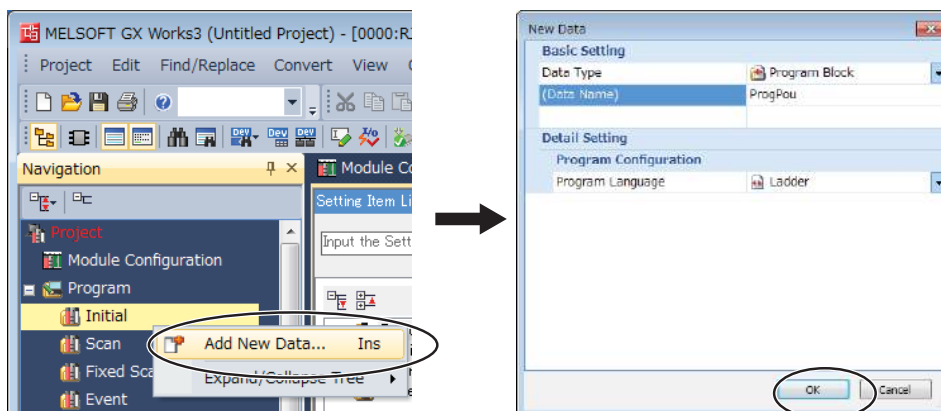 MELSOFT GX Works3 (Untitled Project) - [0000:R
Project Edit Find/Replace Convert View
Navigation
Module Co
Setting Item Li
Input the Sett
Project
Module Configuration
Program
Initial
Scan
Fixed Sca
Event
Add New Data... Ins
Expand/Collapse Tree
New Data
Basic Setting
Data Type Program Block
(Data Name) ProgPou
Detail Setting
Program Configuration
Program Language Ladder
OK Cancel